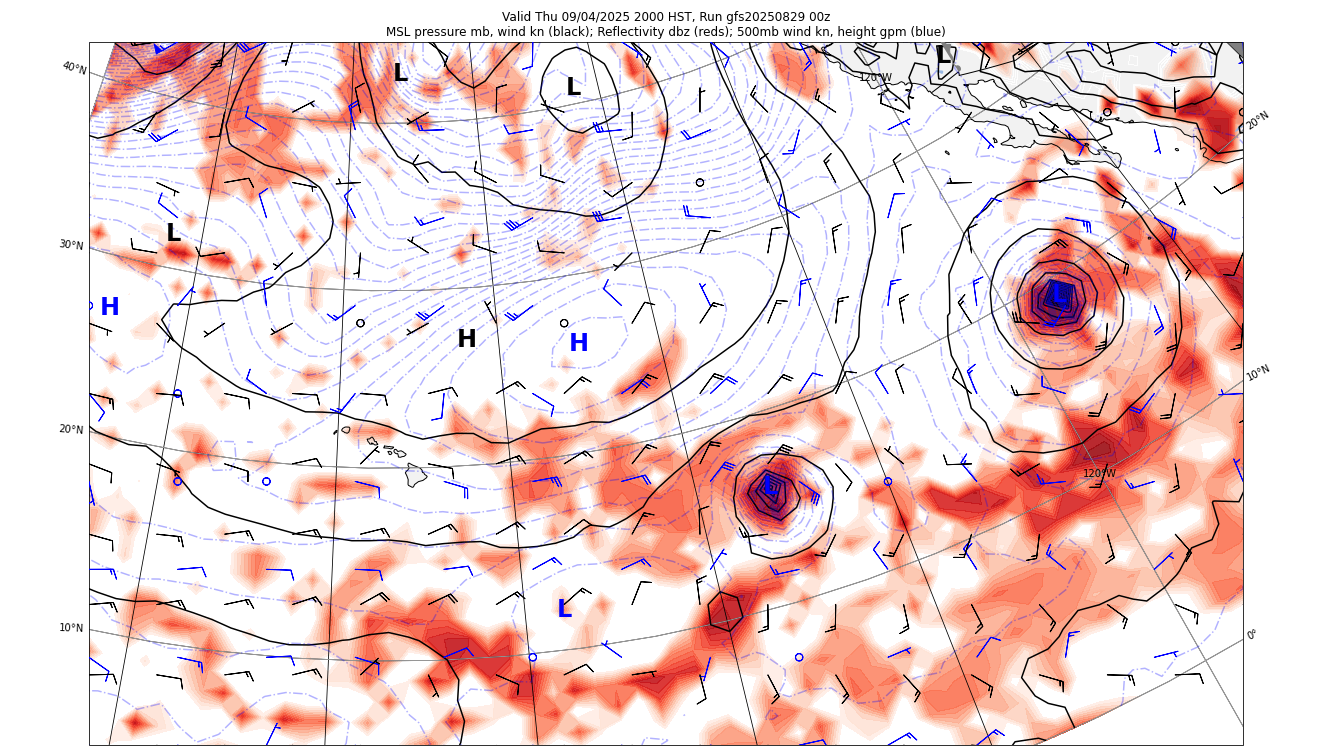 Valid Thu 09/04/2025 2000 HST, Run gfs20250829 00z
MSL pressure mb, wind kn (black); Reflectivity dbz (reds); 500mb wind kn, height gpm (blue)
40°N
L
L
L
120°W
20°N
30°N
L
H
L
H
H
10°N
20°N
120°W
L
L
10°N
0°